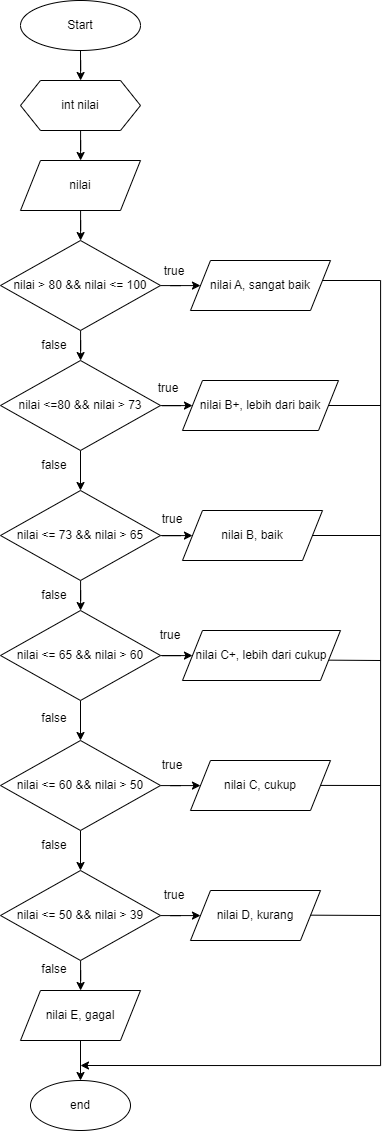 Start
int nilai
nilai
nilai > 80 && nilai <= 100
true
nilai A, sangat baik
false
nilai <=80 && nilai > 73
true
nilai B+, lebih dari baik
false
nilai <= 73 && nilai > 65
true
nilai B, baik
false
nilai <= 65 && nilai > 60
true
nilai C+, lebih dari cukup
false
nilai <= 60 && nilai > 50
true
nilai C, cukup
false
nilai <= 50 && nilai > 39
true
nilai D, kurang
false
nilai E, gagal
end